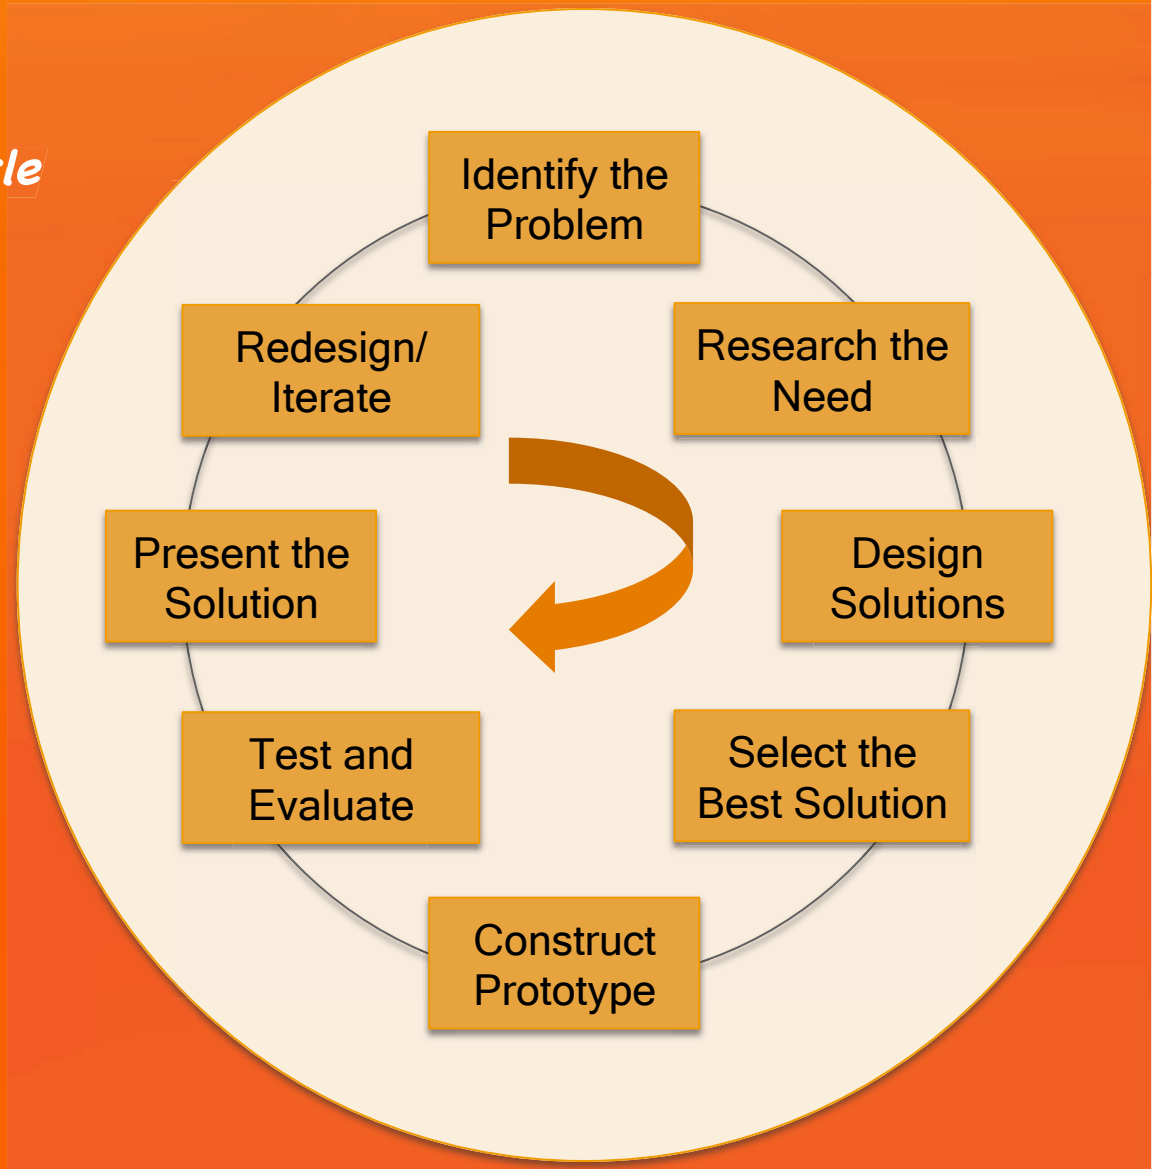 Identify the
Problem
Research the
Need
Design
Solutions
Select the
Best Solution
Construct
Prototype
Test and
Evaluate
Present the
Solution
Redesign/
Iterate